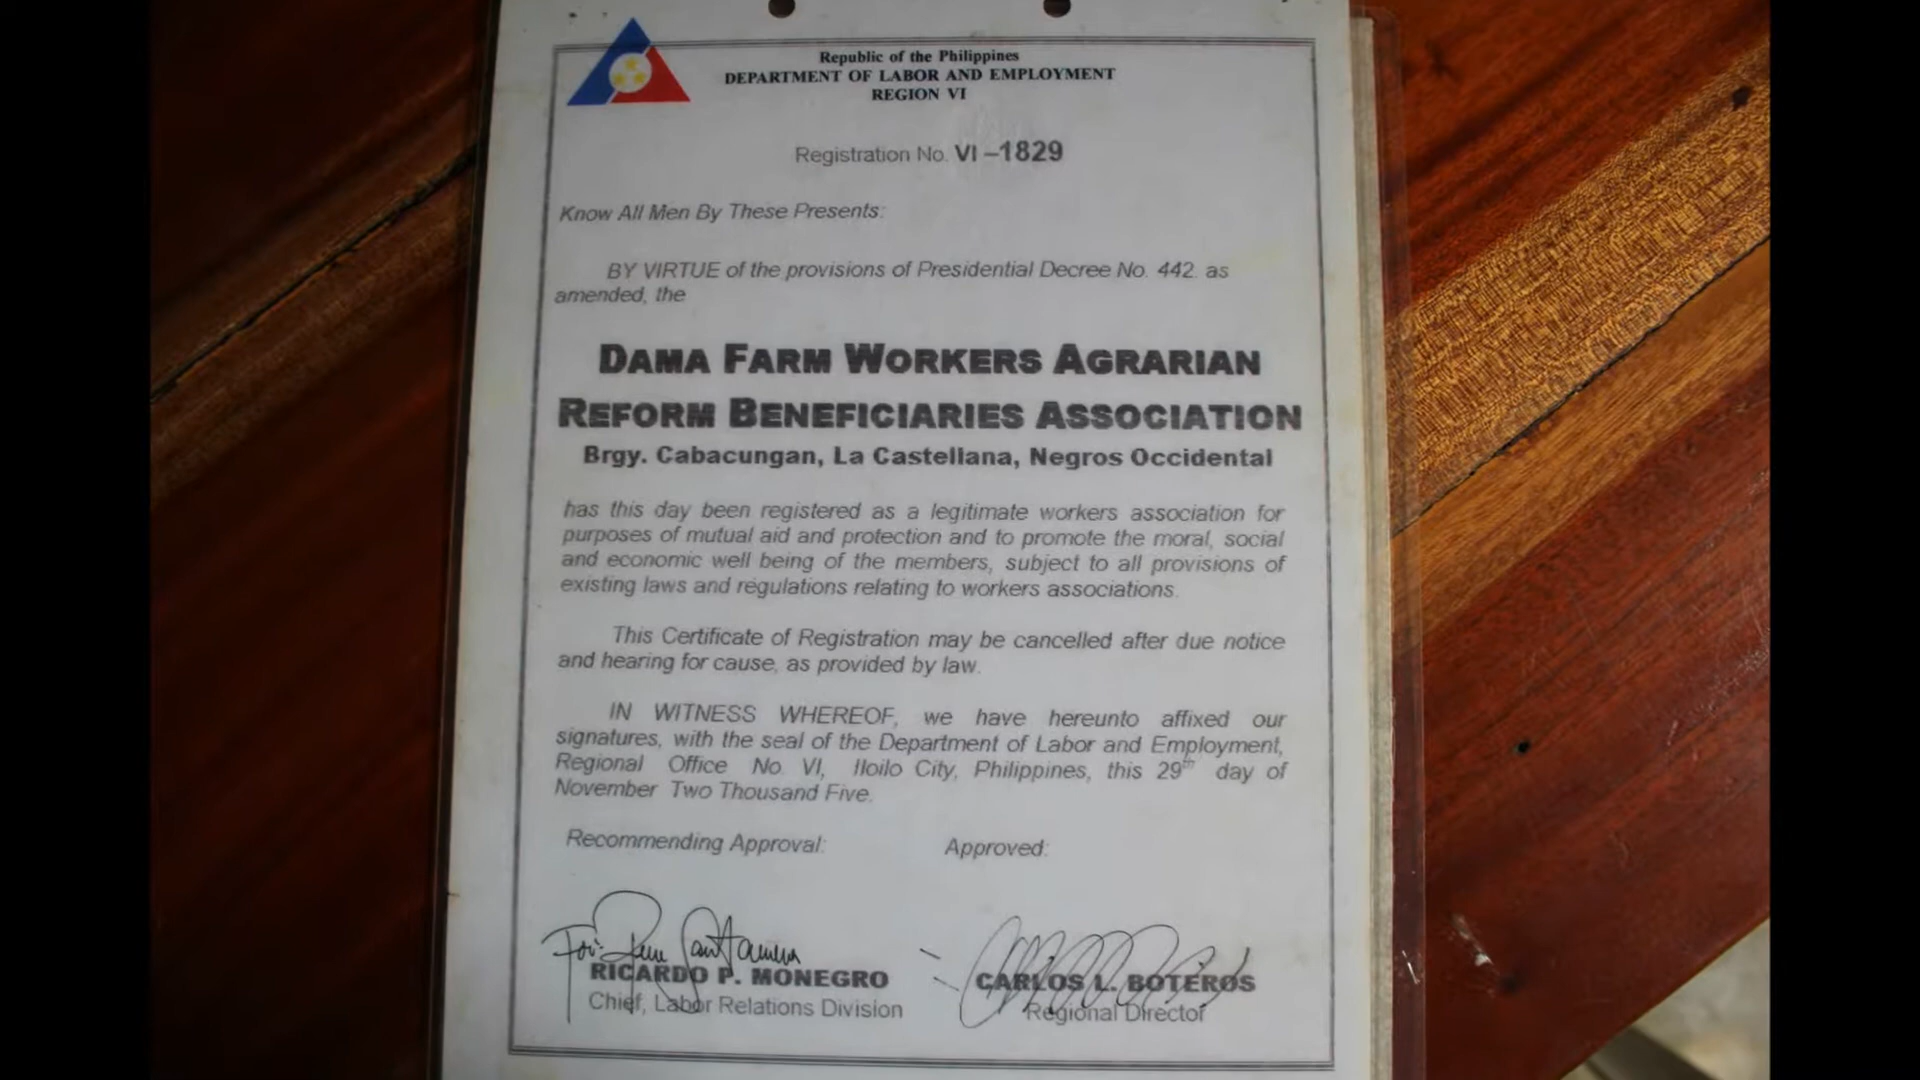 Republic of the Philippines
DEPARTMENT OF LABOR AND EMPLOYMENT
REGION VI
Registration No. VI –1829
Know All Men By These Presents:
BY VIRTUE of the provisions of Presidential Decree No. 442. as
amended, the
DAMA FARM WORKERS AGRARIAN
REFORM BENEFICIARIES ASSOCIATION
Brgy. Cabacungan, La Castellana, Negros Occidental
has this day been registered as a legitimate workers association for
purposes of mutual aid and protection and to promote the moral, social
and economic well being of the members, subject to all provisions of
existing laws and regulations relating to workers associations.
This Certificate of Registration may be cancelled after due notice
and hearing for cause, as provided by law.
IN WITNESS WHEREOF, we have hereunto affixed our
signatures, with the seal of the Department of Labor and Employment,
Regional Office No. VI, Iloilo City, Philippines, this 29th day of
November Two Thousand Five.
Recommending Approval: Approved:
For:
RICARDO P. MONEGRO CARLOS L. BOTEROS
Chief, Labor Relations Division Regional Director